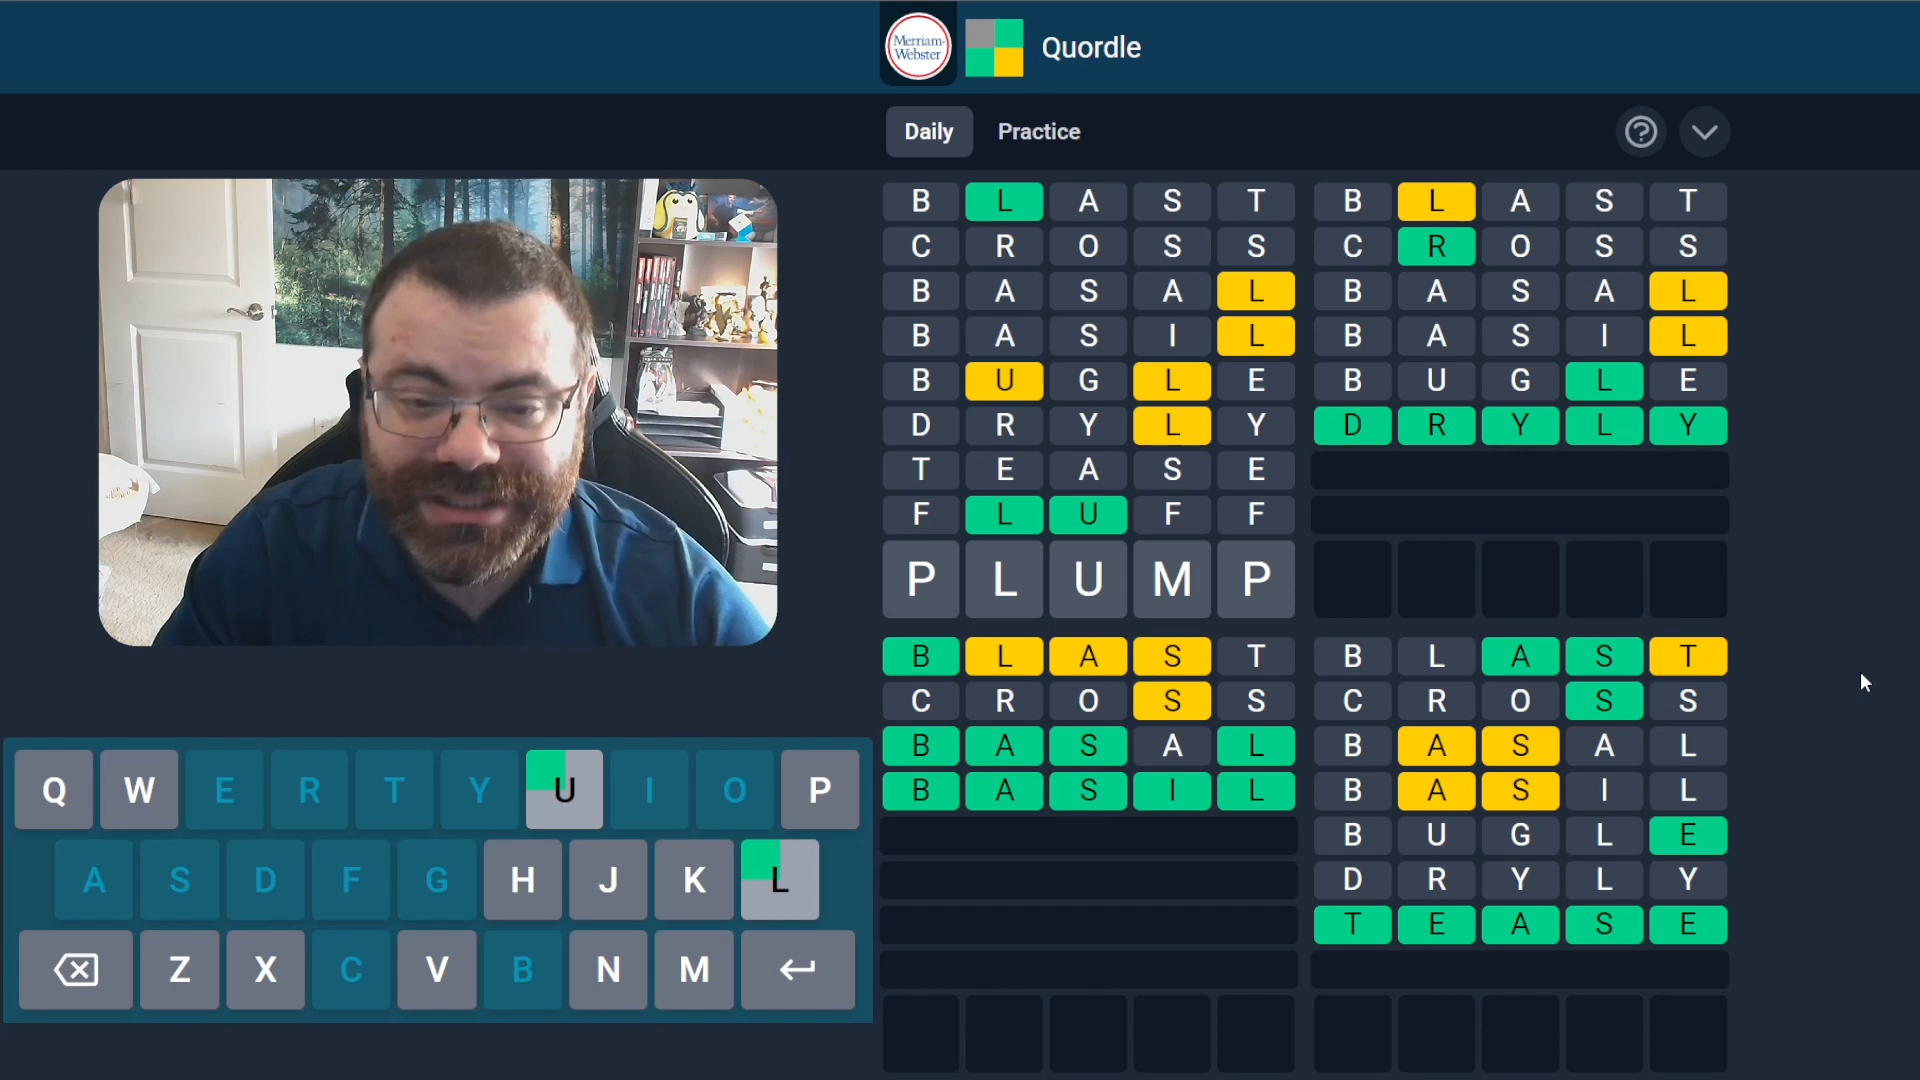 Merriam-
Webster
Quordle
Daily Practice
B L A S T
C R O S S
B A S A L
B A S I L
B U G L E
D R Y L Y
T E A S E
F L U F F
P L U M P
B L A S T
C R O S S
B A S A L
B A S I L
B U G L E
D R Y L Y
B L A S T
C R O S S
B A S A L
B A S I L
B L A S T
C R O S S
B A S A L
B A S I L
B U G L E
D R Y L Y
T E A S E
Q W E R T Y U I O P
A S D F G H J K L
Z X C V B N M